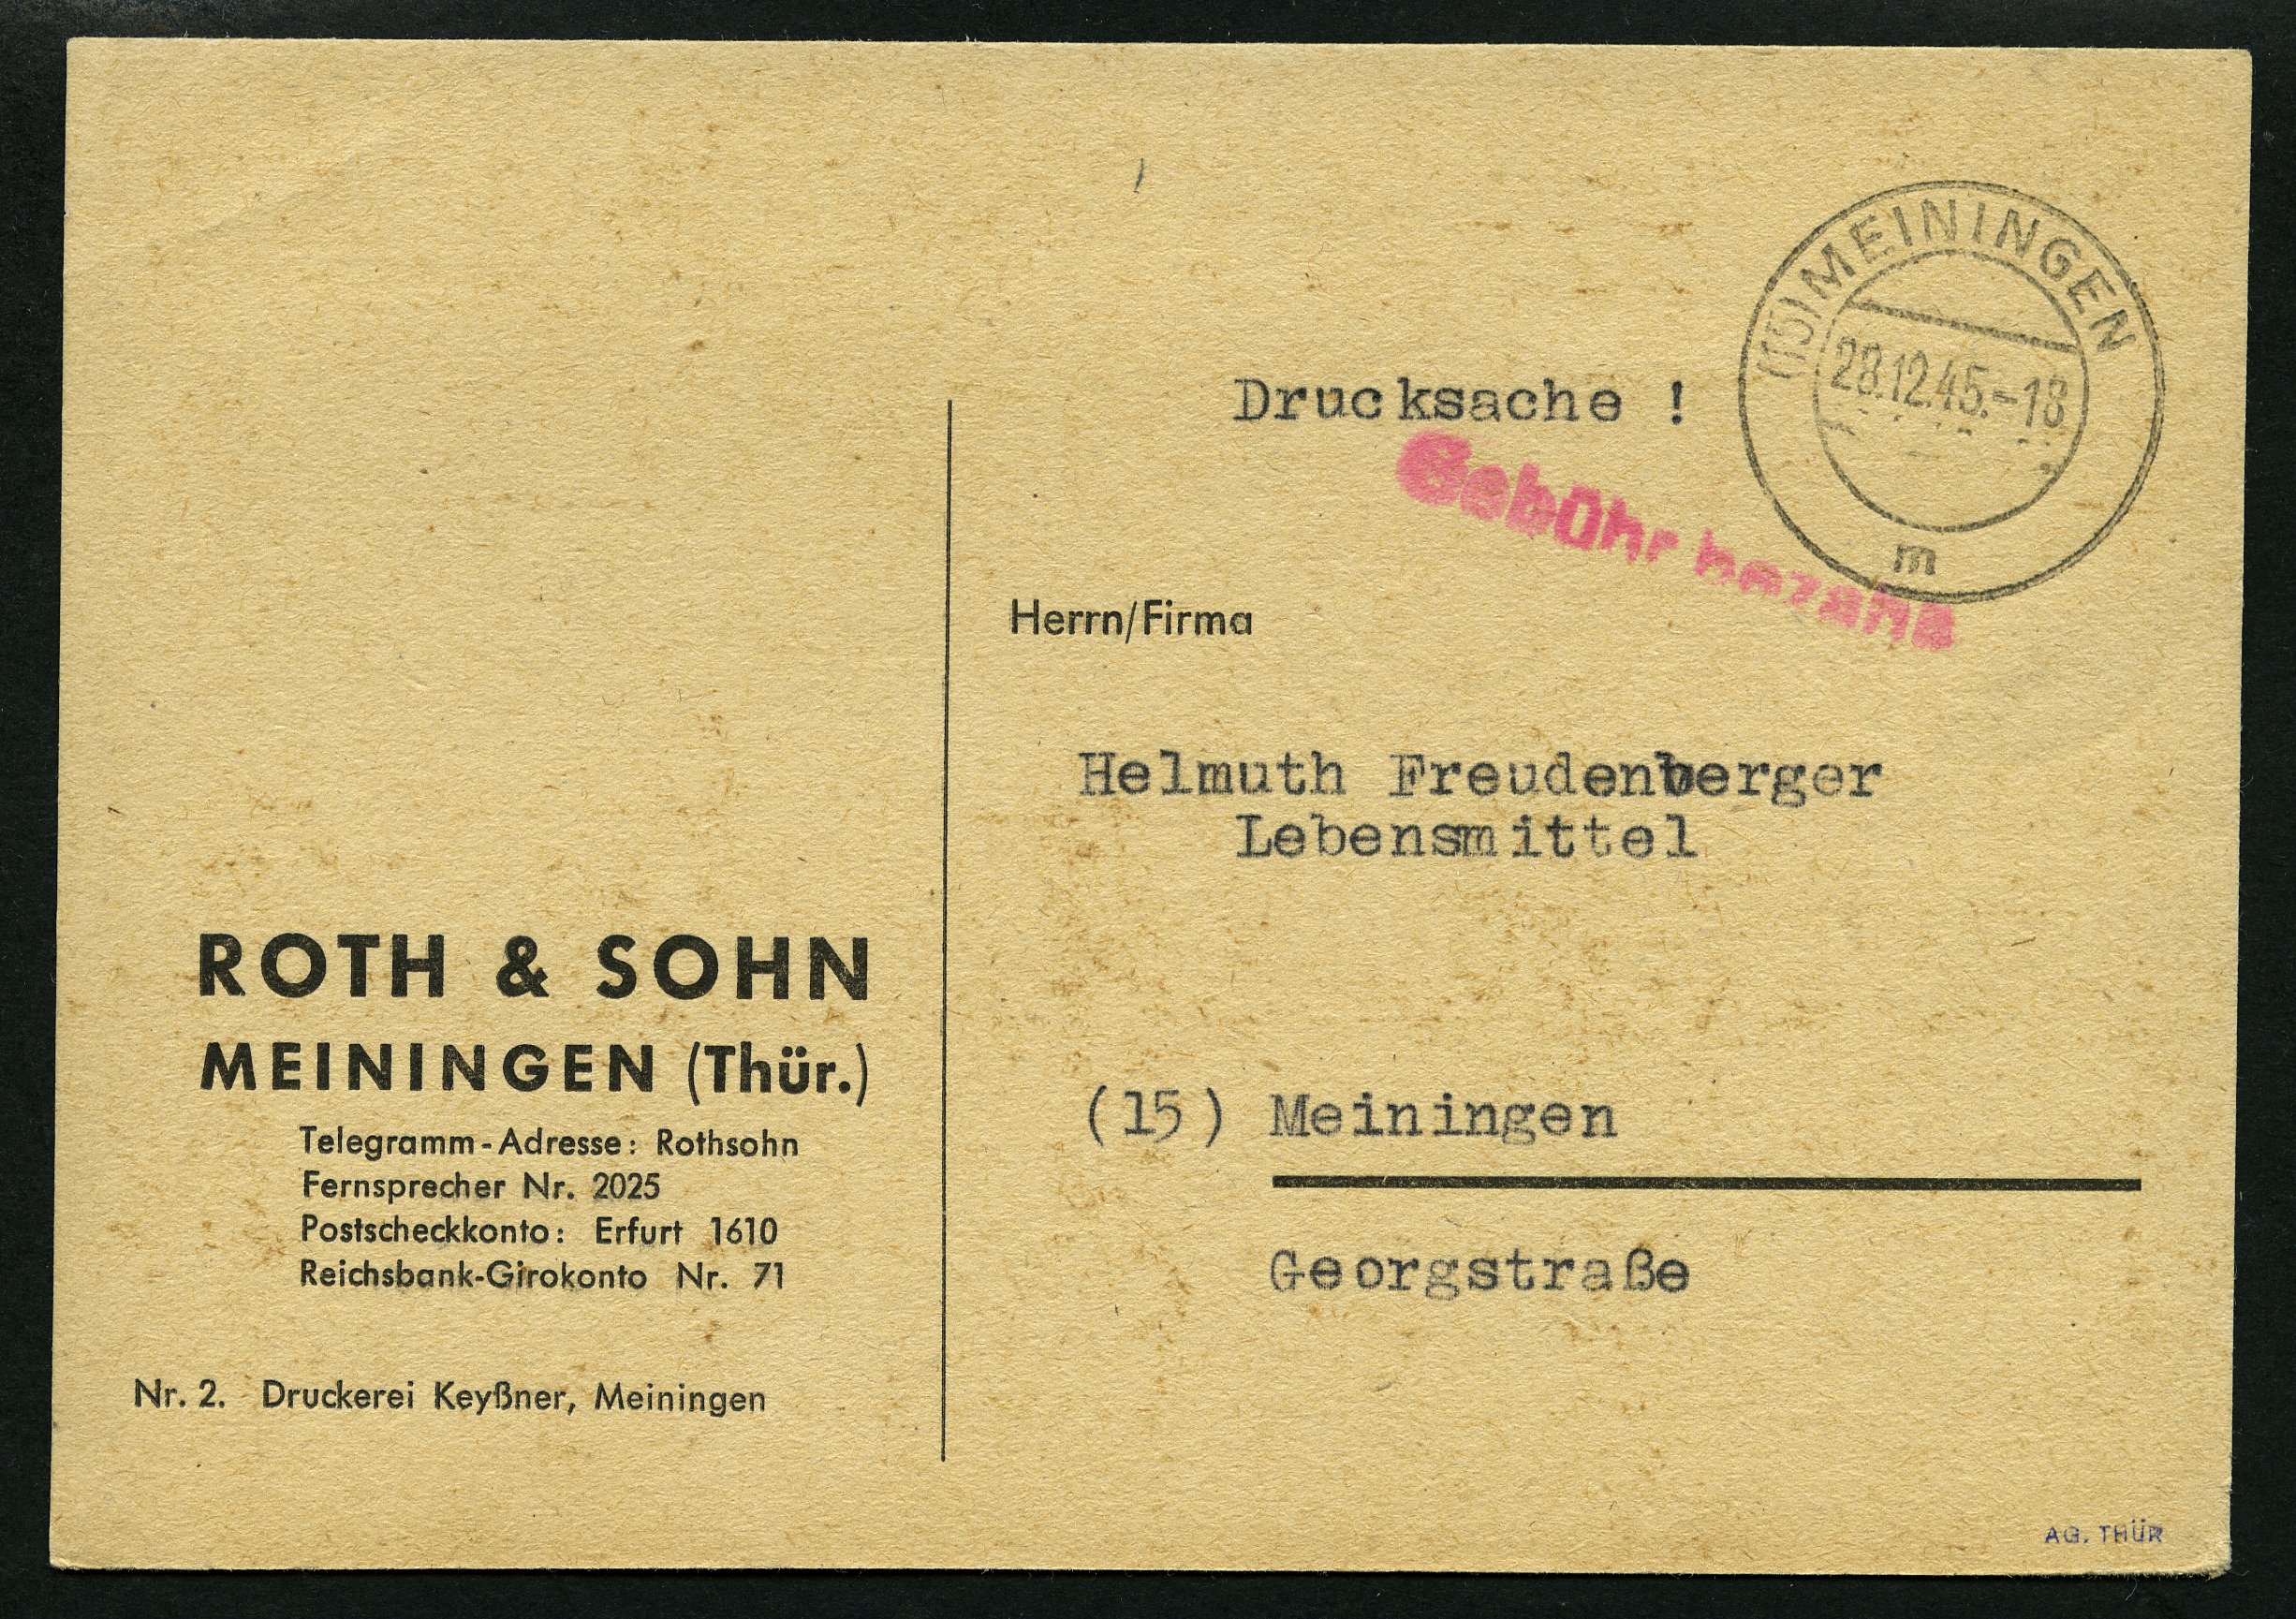 (15) MEININGEN
28.12.45.-18
m
Drucksache !
Gebühr bezahlt
Herrn/Firma
Helmuth Freudenberger
Lebensmittel
(15) Meiningen
Georgstraße
ROTH & SOHN
MEININGEN (Thür.)
Telegramm-Adresse: Rothsohn
Fernsprecher Nr. 2025
Postscheckkonto: Erfurt 1610
Reichsbank-Girokonto Nr. 71
Nr. 2. Druckerei Keyßner, Meiningen
AG. THÜR